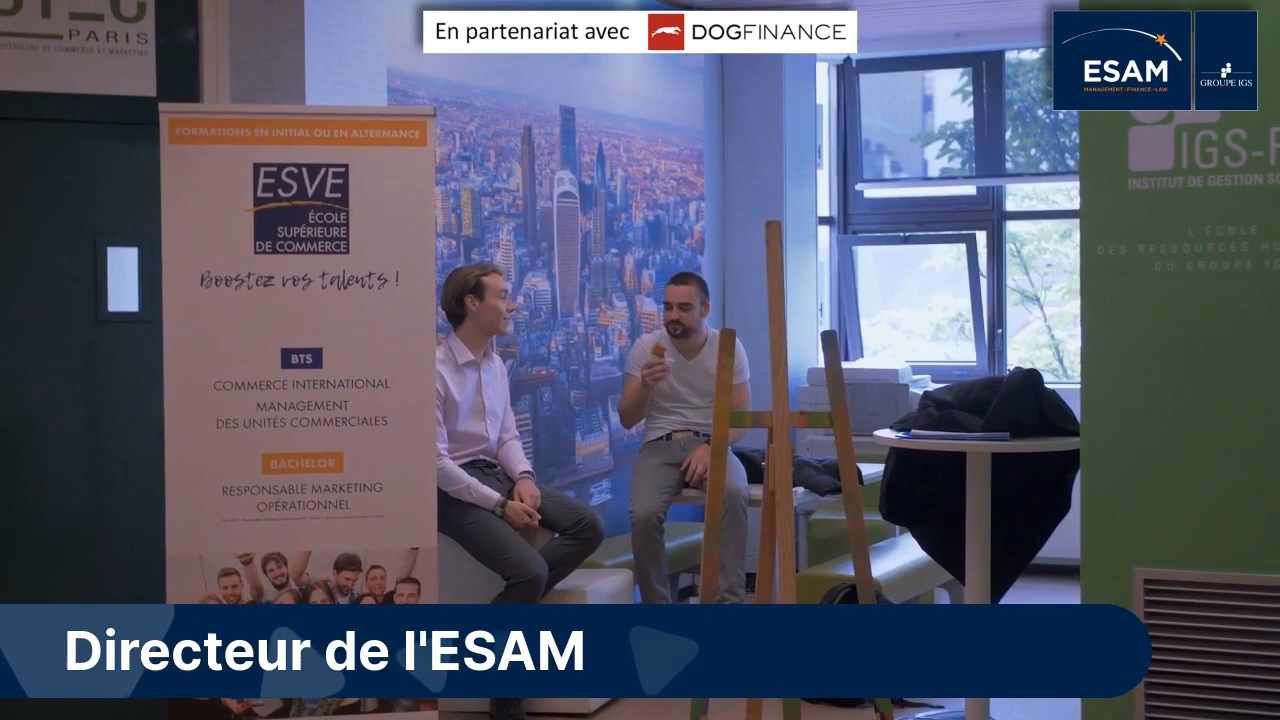 En partenariat avec DOGFINANCE
ESAM
MANAGEMENT - FINANCE - LAW
GROUPE IGS
PARIS
FORMATIONS EN INITIAL OU EN ALTERNANCE
ESVE
ÉCOLE
SUPÉRIEURE
DE COMMERCE
Boostez vos talents !
BTS
COMMERCE INTERNATIONAL
MANAGEMENT
DES UNITÉS COMMERCIALES
BACHELOR
RESPONSABLE MARKETING
OPÉRATIONNEL
IGS-R
INSTITUT DE GESTION SO
L'ÉCOLE
DES RESSOURCES HU
DU GROUPE IG
Directeur de l'ESAM